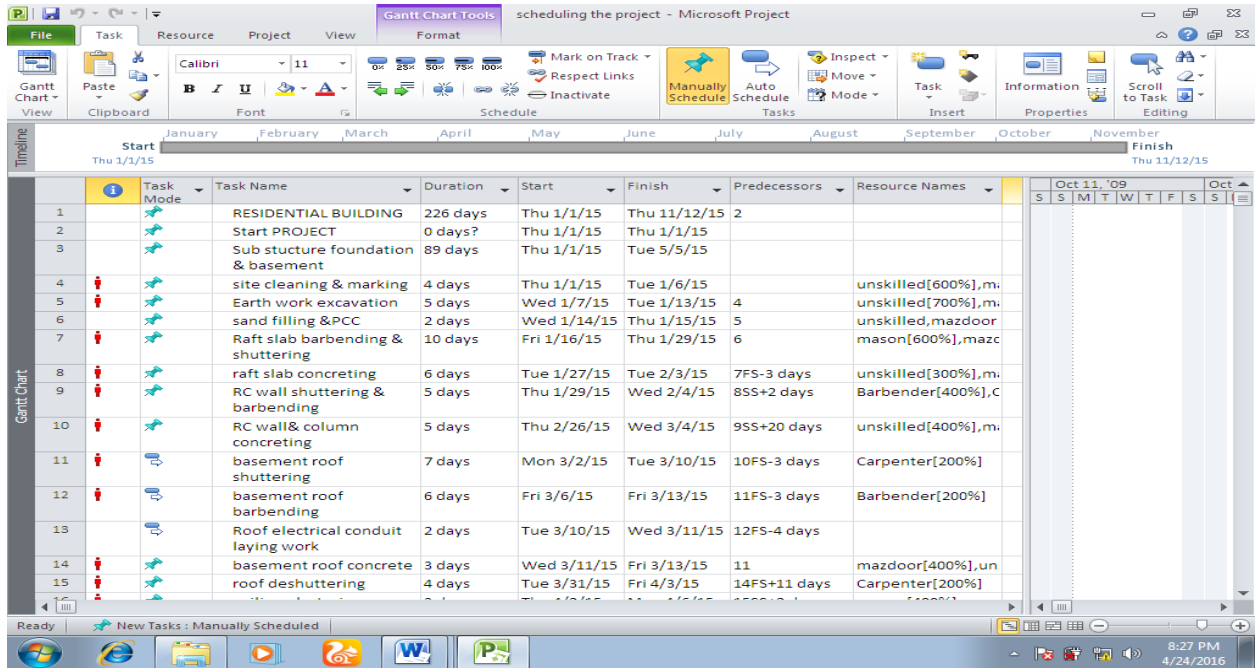 Gantt Chart Tools scheduling the project - Microsoft Project
File Task Resource Project View Format
Calibri 11 0% 25% 50% 75% 100% Mark on Track Inspect
Respect Links Move
Gantt Paste B I U A Inactivate Manually Auto Mode Task Information Scroll
Chart Schedule Schedule to Task
View Clipboard Font Schedule Tasks Insert Properties Editing
Timeline
January February March April May June July August September October November
Start Finish
Thu 1/1/15 Thu 11/12/15
Gantt Chart
Task Task Name Duration Start Finish Predecessors Resource Names Oct 11, '09 Oct
Mode S S M T W T F S S
1 RESIDENTIAL BUILDING 226 days Thu 1/1/15 Thu 11/12/15 2
2 Start PROJECT 0 days? Thu 1/1/15 Thu 1/1/15
3 Sub stucture foundation 89 days Thu 1/1/15 Tue 5/5/15
& basement
4 site cleaning & marking 4 days Thu 1/1/15 Tue 1/6/15 unskilled[600%],ma
5 Earth work excavation 5 days Wed 1/7/15 Tue 1/13/15 4 unskilled[700%],ma
6 sand filling &PCC 2 days Wed 1/14/15 Thu 1/15/15 5 unskilled,mazdoor
7 Raft slab barbending & 10 days Fri 1/16/15 Thu 1/29/15 6 mason[600%],mazc
shuttering
8 raft slab concreting 6 days Tue 1/27/15 Tue 2/3/15 7FS-3 days unskilled[300%],ma
9 RC wall shuttering & 5 days Thu 1/29/15 Wed 2/4/15 8SS+2 days Barbender[400%],C
barbending
10 RC wall& column 5 days Thu 2/26/15 Wed 3/4/15 9SS+20 days unskilled[400%],ma
concreting
11 basement roof 7 days Mon 3/2/15 Tue 3/10/15 10FS-3 days Carpenter[200%]
shuttering
12 basement roof 6 days Fri 3/6/15 Fri 3/13/15 11FS-3 days Barbender[200%]
barbending
13 Roof electrical conduit 2 days Tue 3/10/15 Wed 3/11/15 12FS-4 days
laying work
14 basement roof concrete 3 days Wed 3/11/15 Fri 3/13/15 11 mazdoor[400%],un
15 roof deshuttering 4 days Tue 3/31/15 Fri 4/3/15 14FS+11 days Carpenter[200%]
Ready New Tasks : Manually Scheduled
8:27 PM
4/24/2016